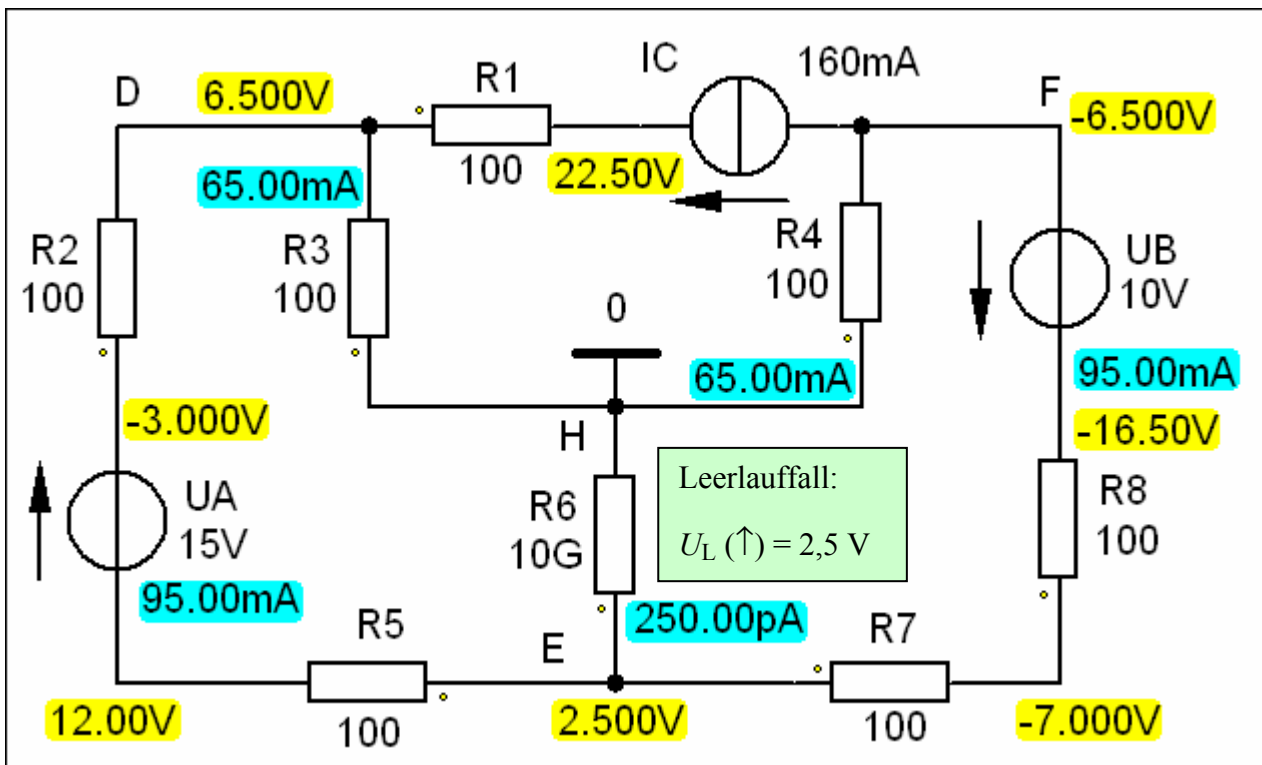 D
6.500V
R1
100
IC
160mA
F
-6.500V
22.50V
65.00mA
R2
100
R3
100
R4
100
UB
10V
0
65.00mA
95.00mA
-3.000V
H
-16.50V
UA
15V
R6
10G
Leerlauffall:
U_L (↑) = 2,5 V
R8
100
95.00mA
R5
100
E
250.00pA
R7
100
12.00V
2.500V
-7.000V